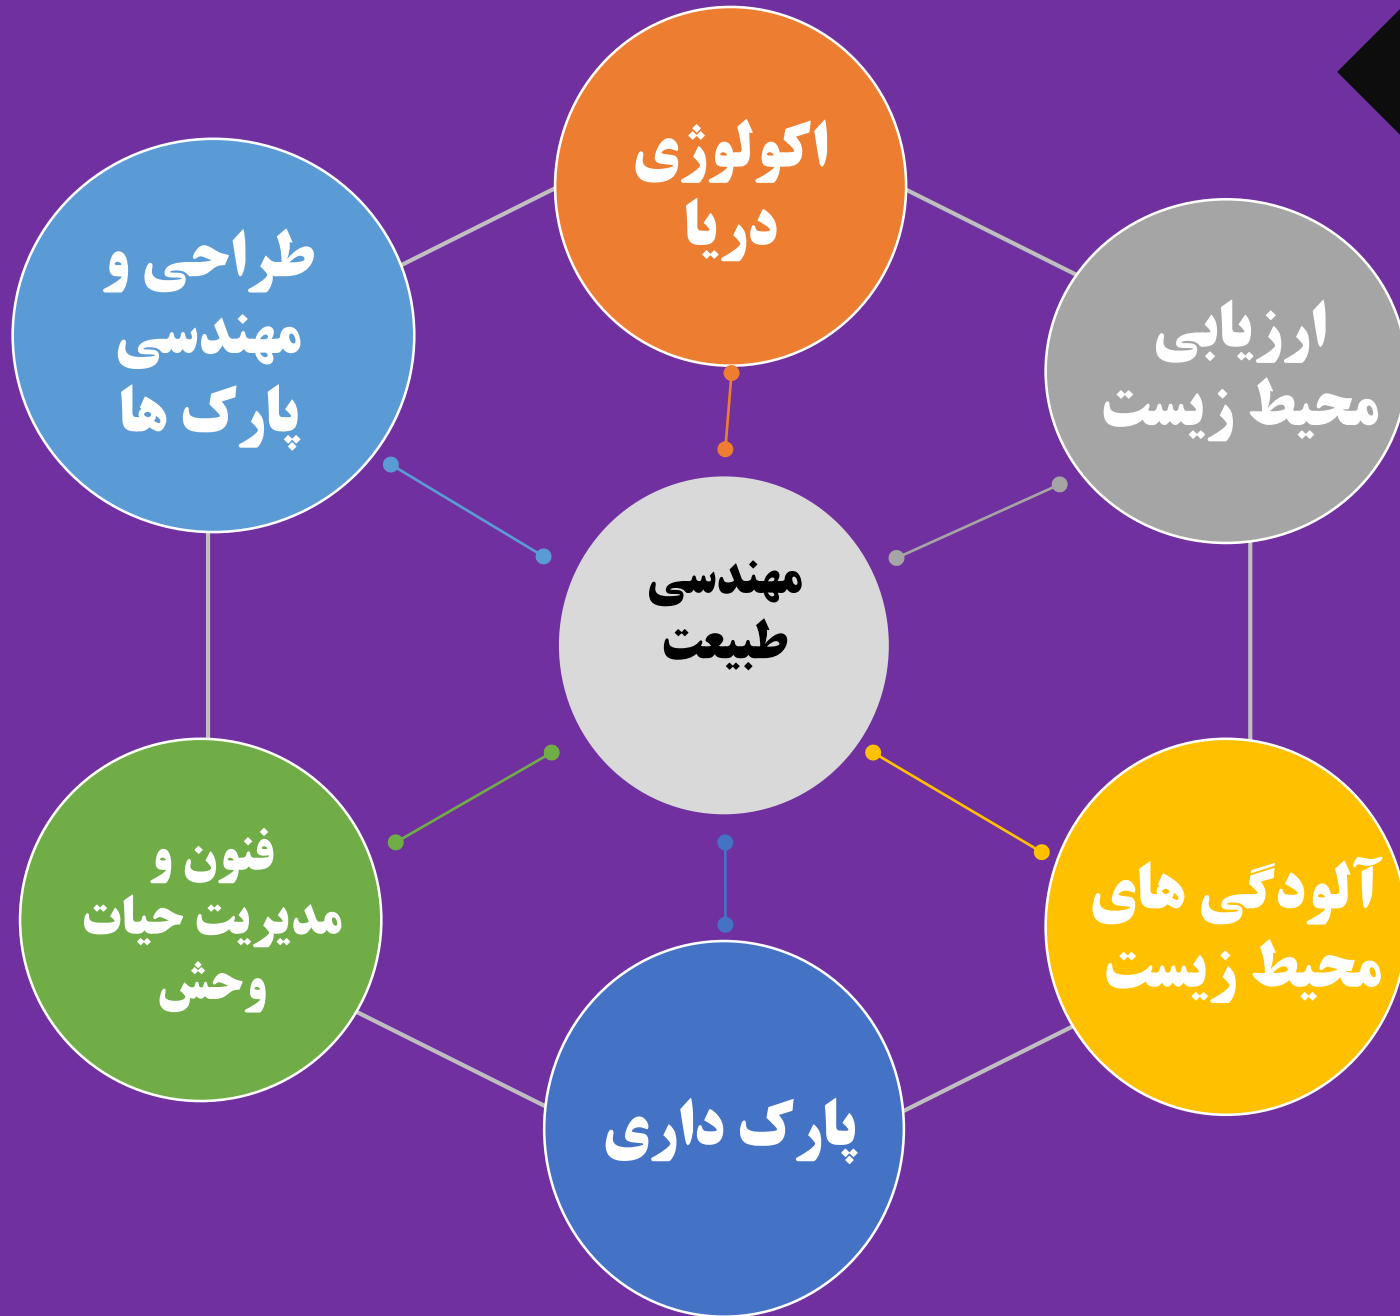 اکولوژی
دریا
ارزیابی
محیط زیست
طراحی و
مهندسی
پارک ها
مهندسی
طبیعت
آلودگی های
محیط زیست
فنون و
مدیریت حیات
وحش
پارک داری